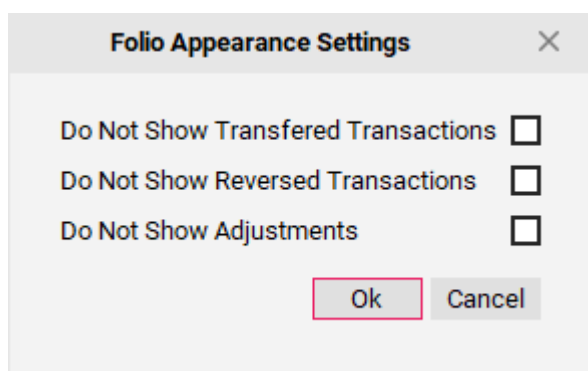 Folio Appearance Settings
Do Not Show Transfered Transactions
Do Not Show Reversed Transactions
Do Not Show Adjustments
Ok Cancel